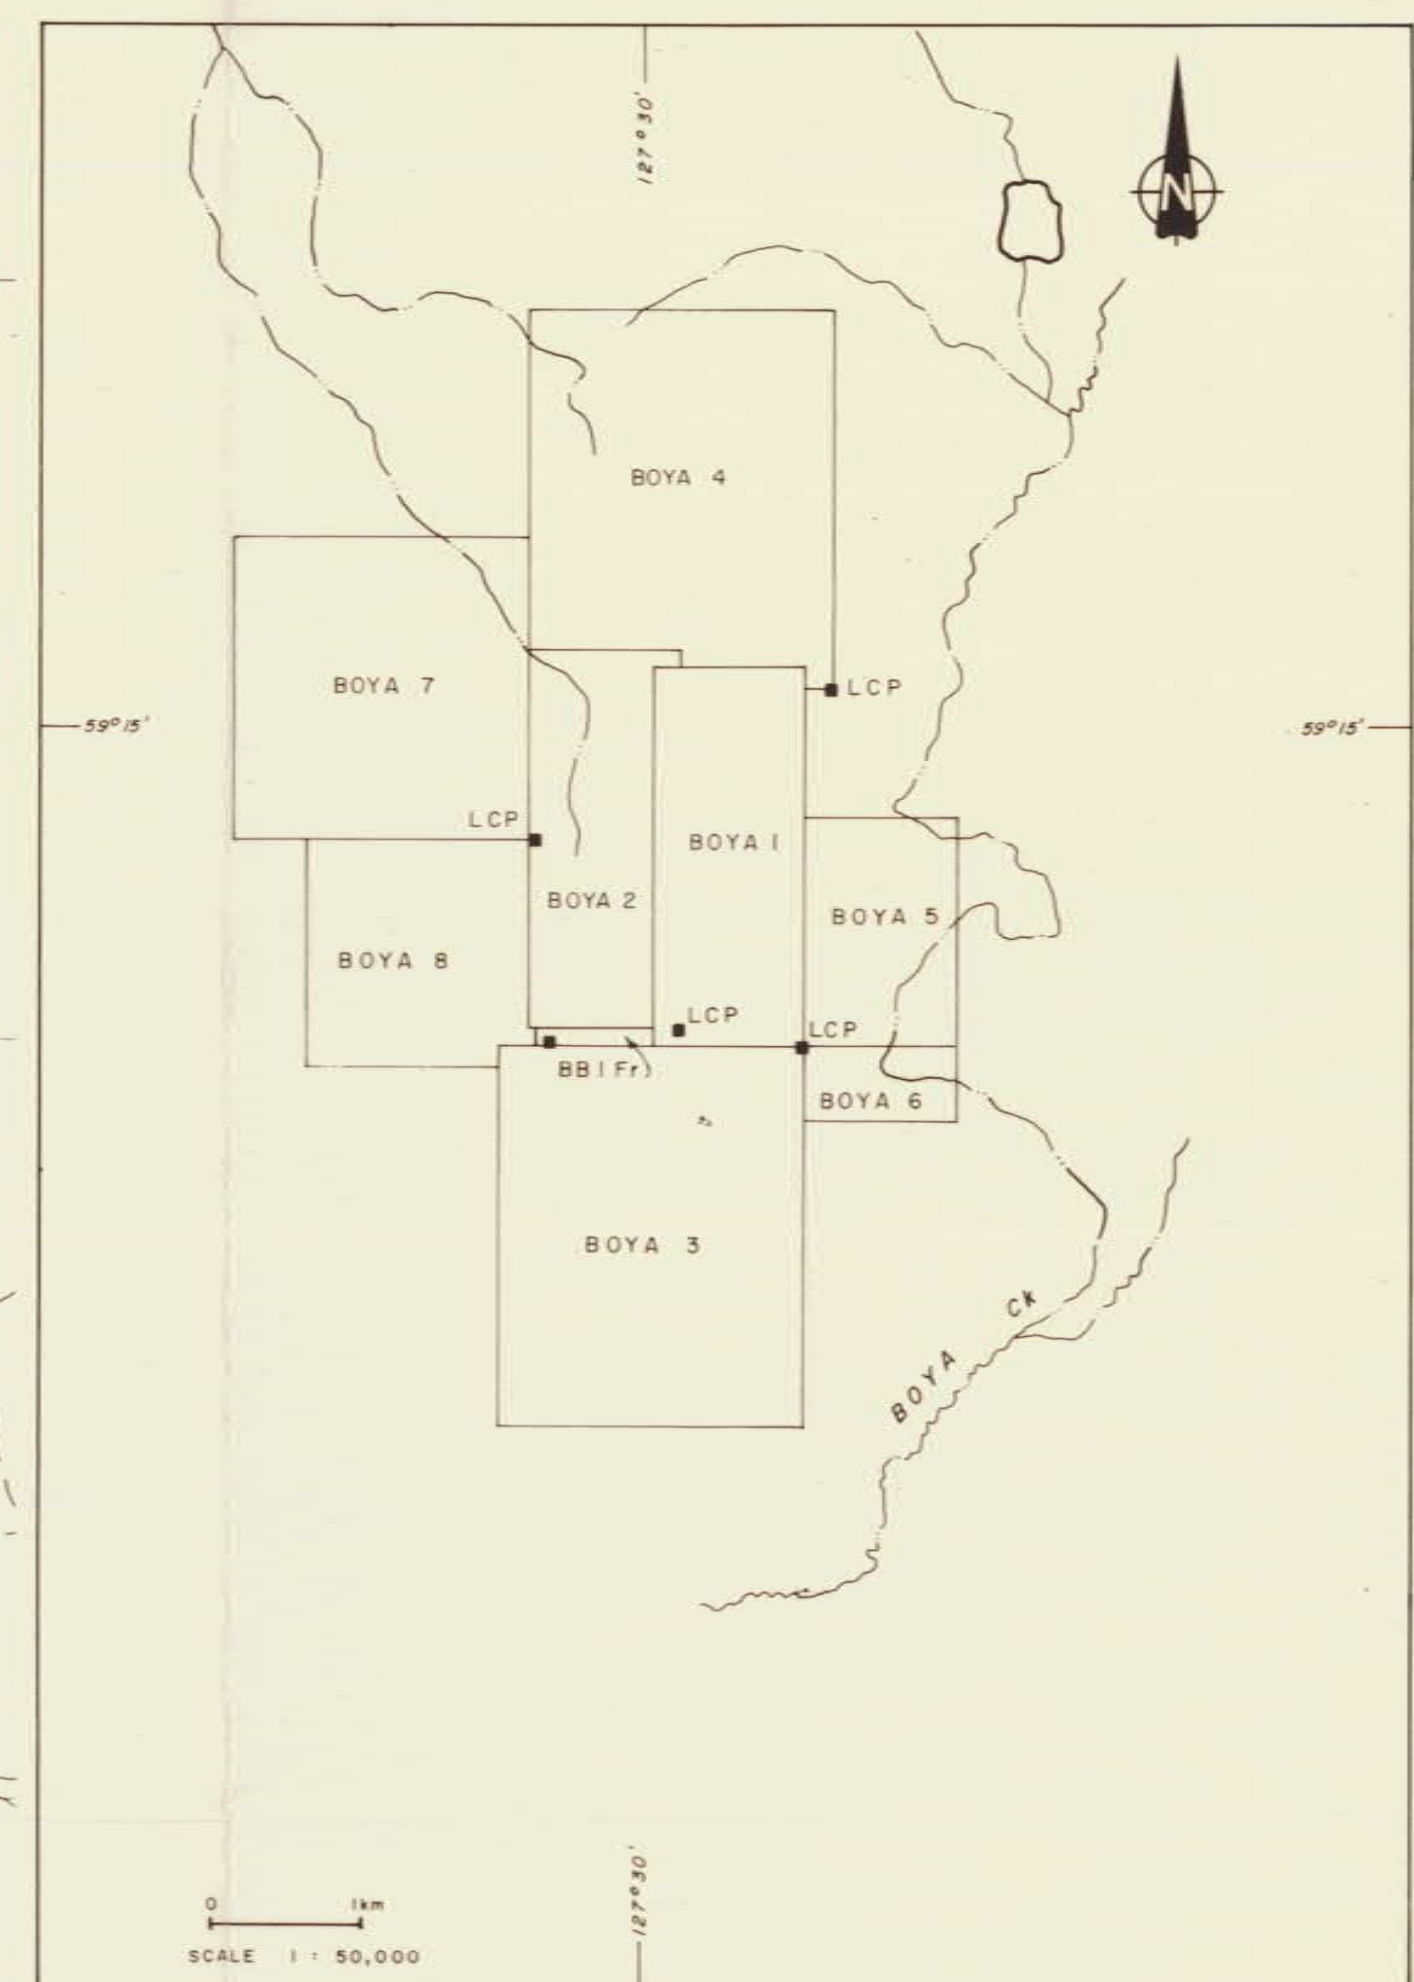 127°30'
N
BOYA 4
BOYA 7
LCP
59°15'
59°15'
LCP
BOYA 1
BOYA 2
BOYA 5
BOYA 8
LCP
LCP
BB1 Fr)
BOYA 6
BOYA 3
BOYA CK
127°30'
0 1km
SCALE 1 : 50,000